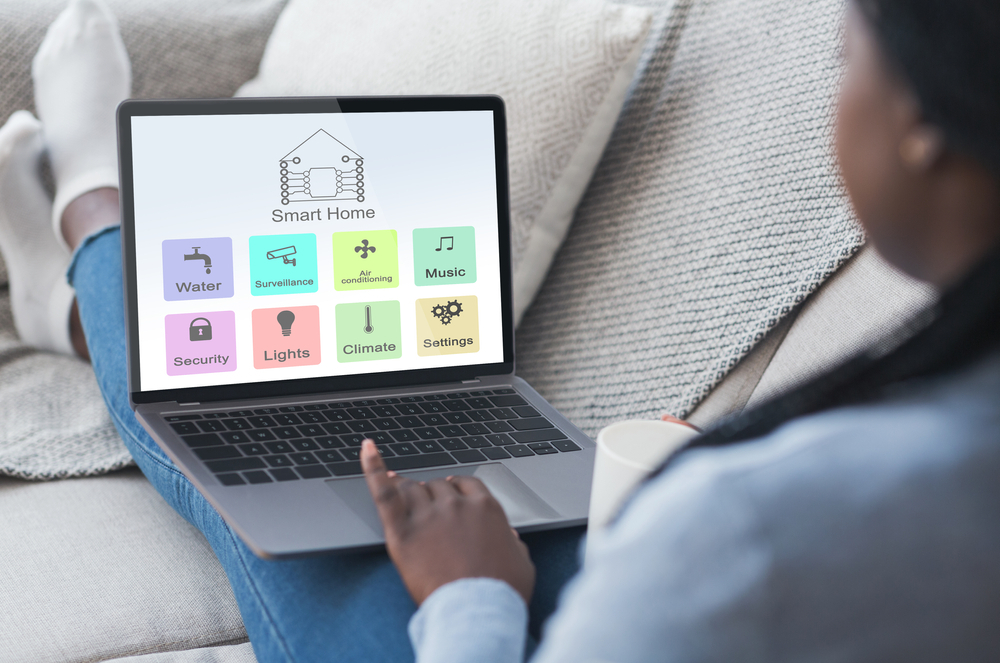 Smart Home
Water
Surveillance
Air
conditioning
Music
Security
Lights
Climate
Settings